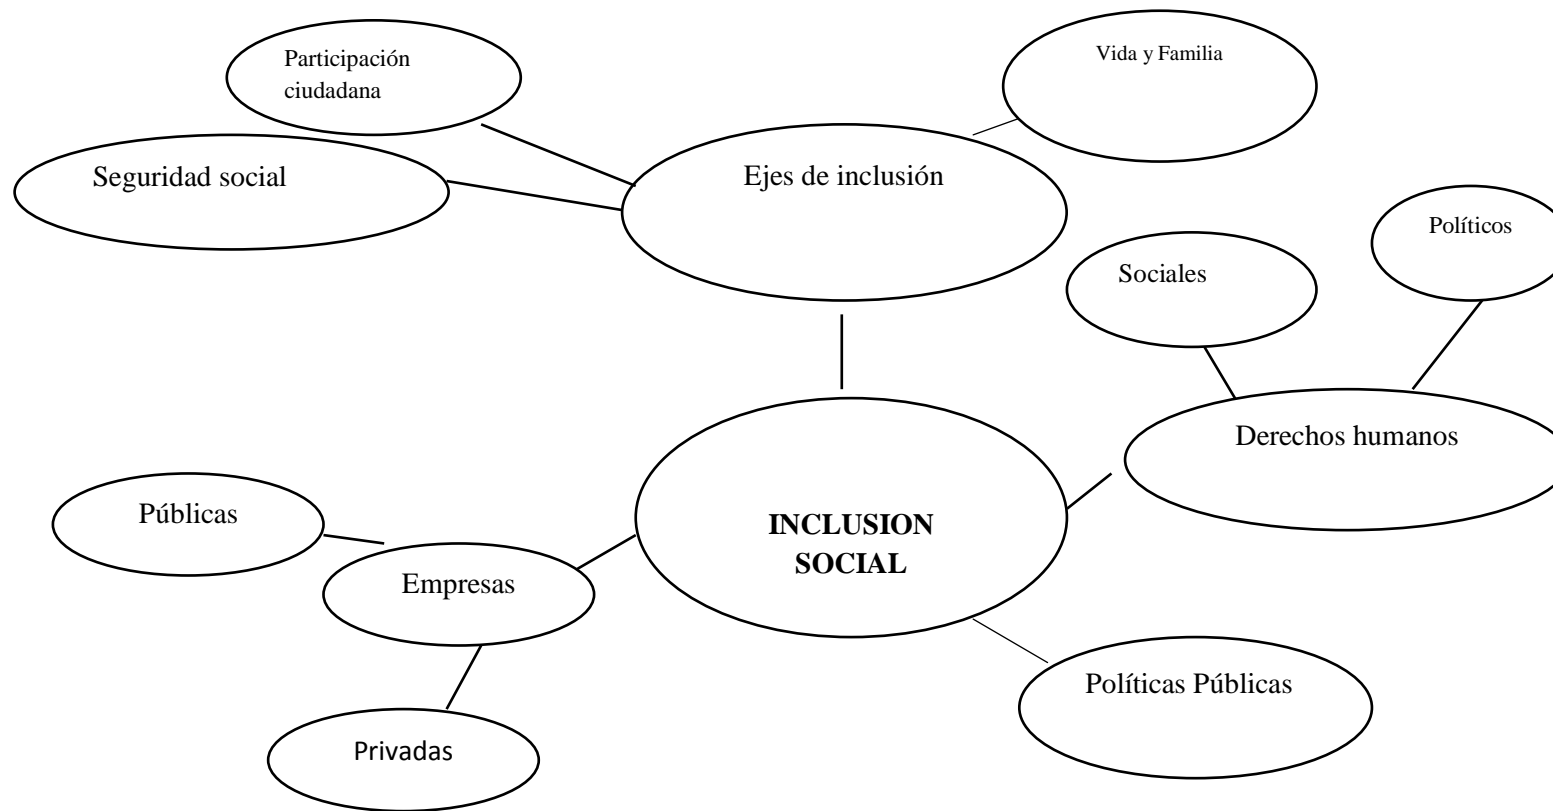 Participación
ciudadana
Vida y Familia
Seguridad social
Ejes de inclusión
Políticos
Sociales
Derechos humanos
INCLUSION
SOCIAL
Públicas
Empresas
Políticas Públicas
Privadas